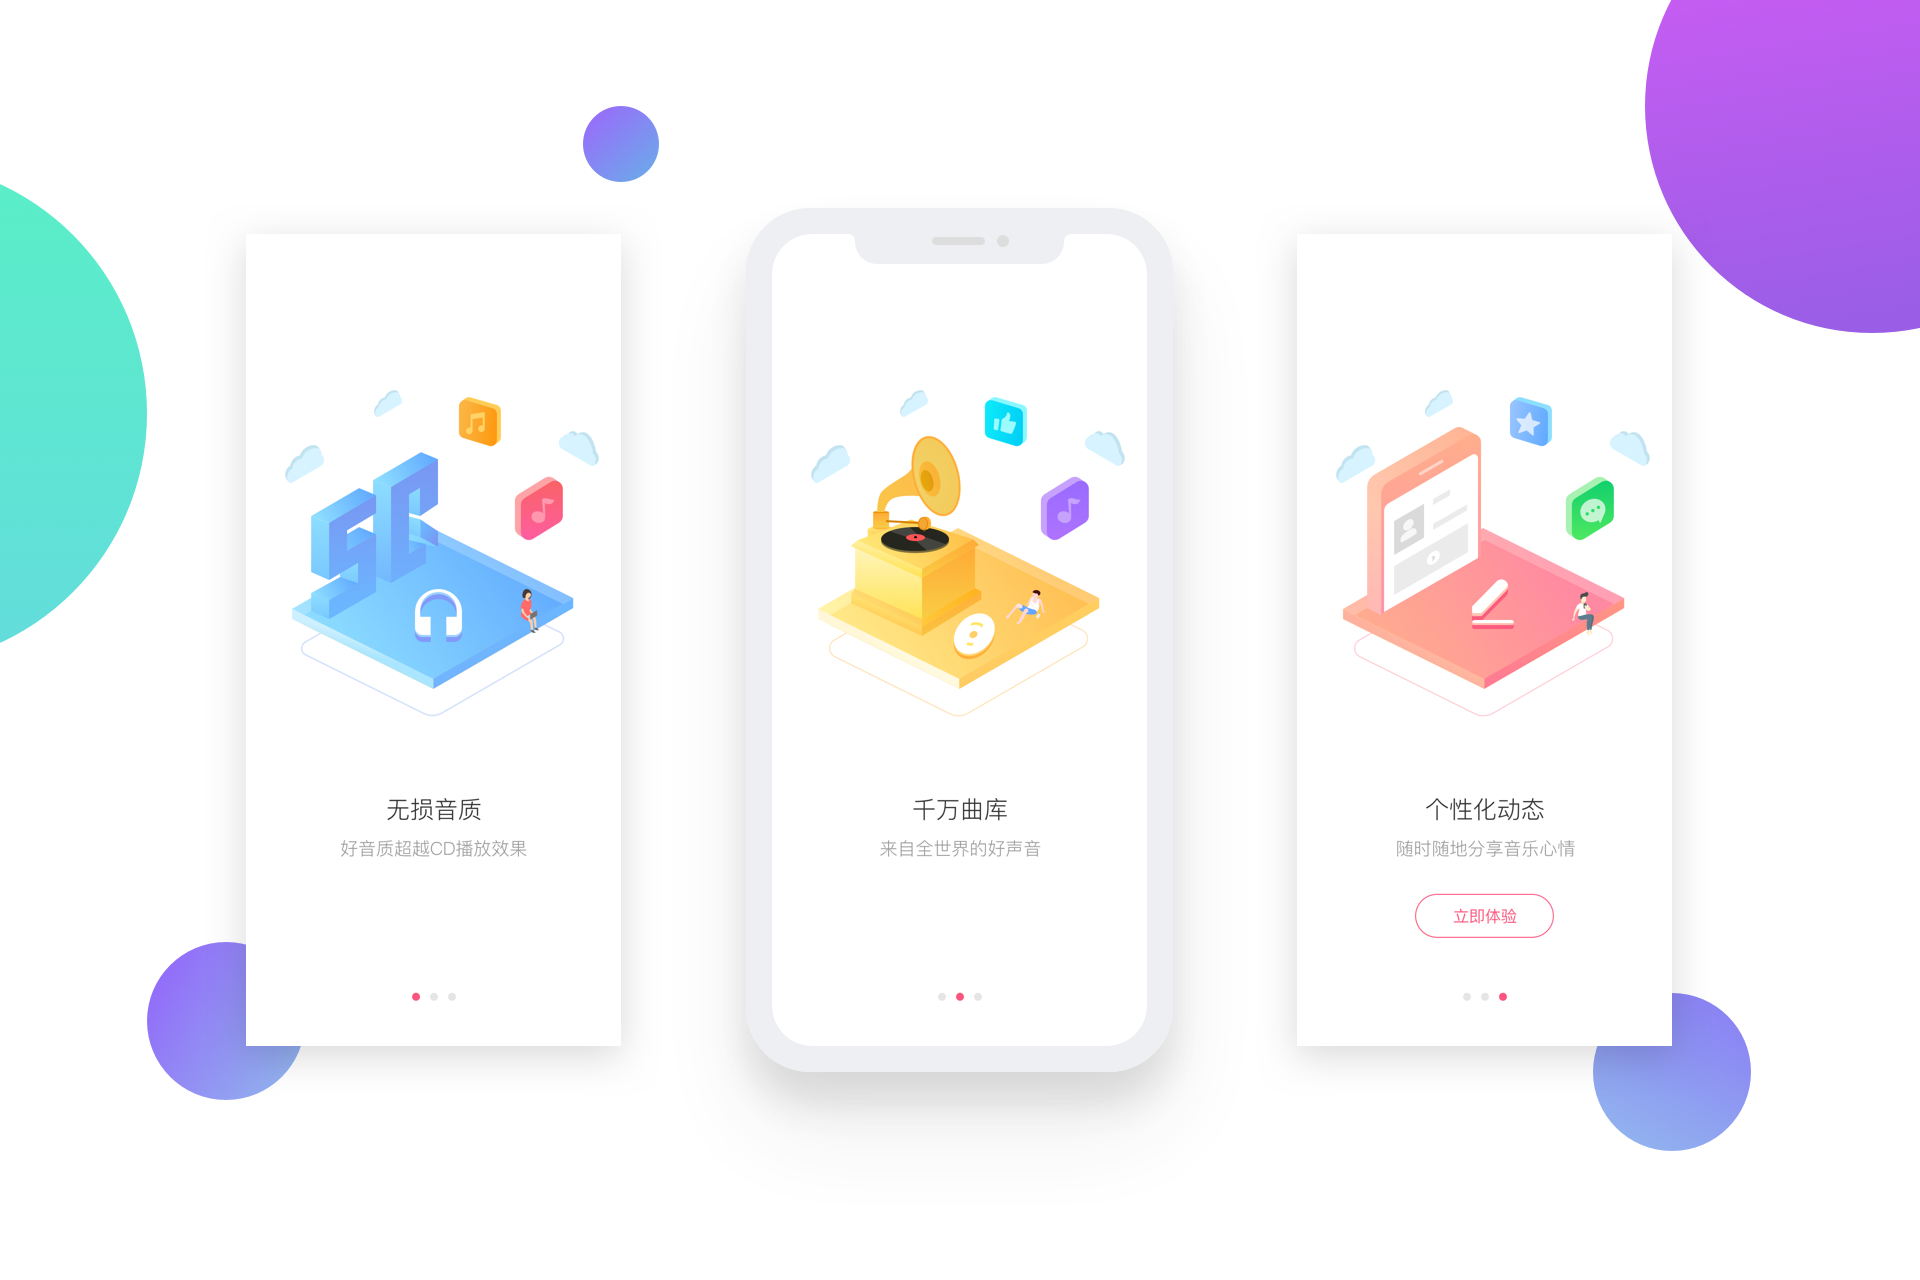 SC
无损音质
好音质超越CD播放效果
千万曲库
来自全世界的好声音
个性化动态
随时随地分享音乐心情
立即体验